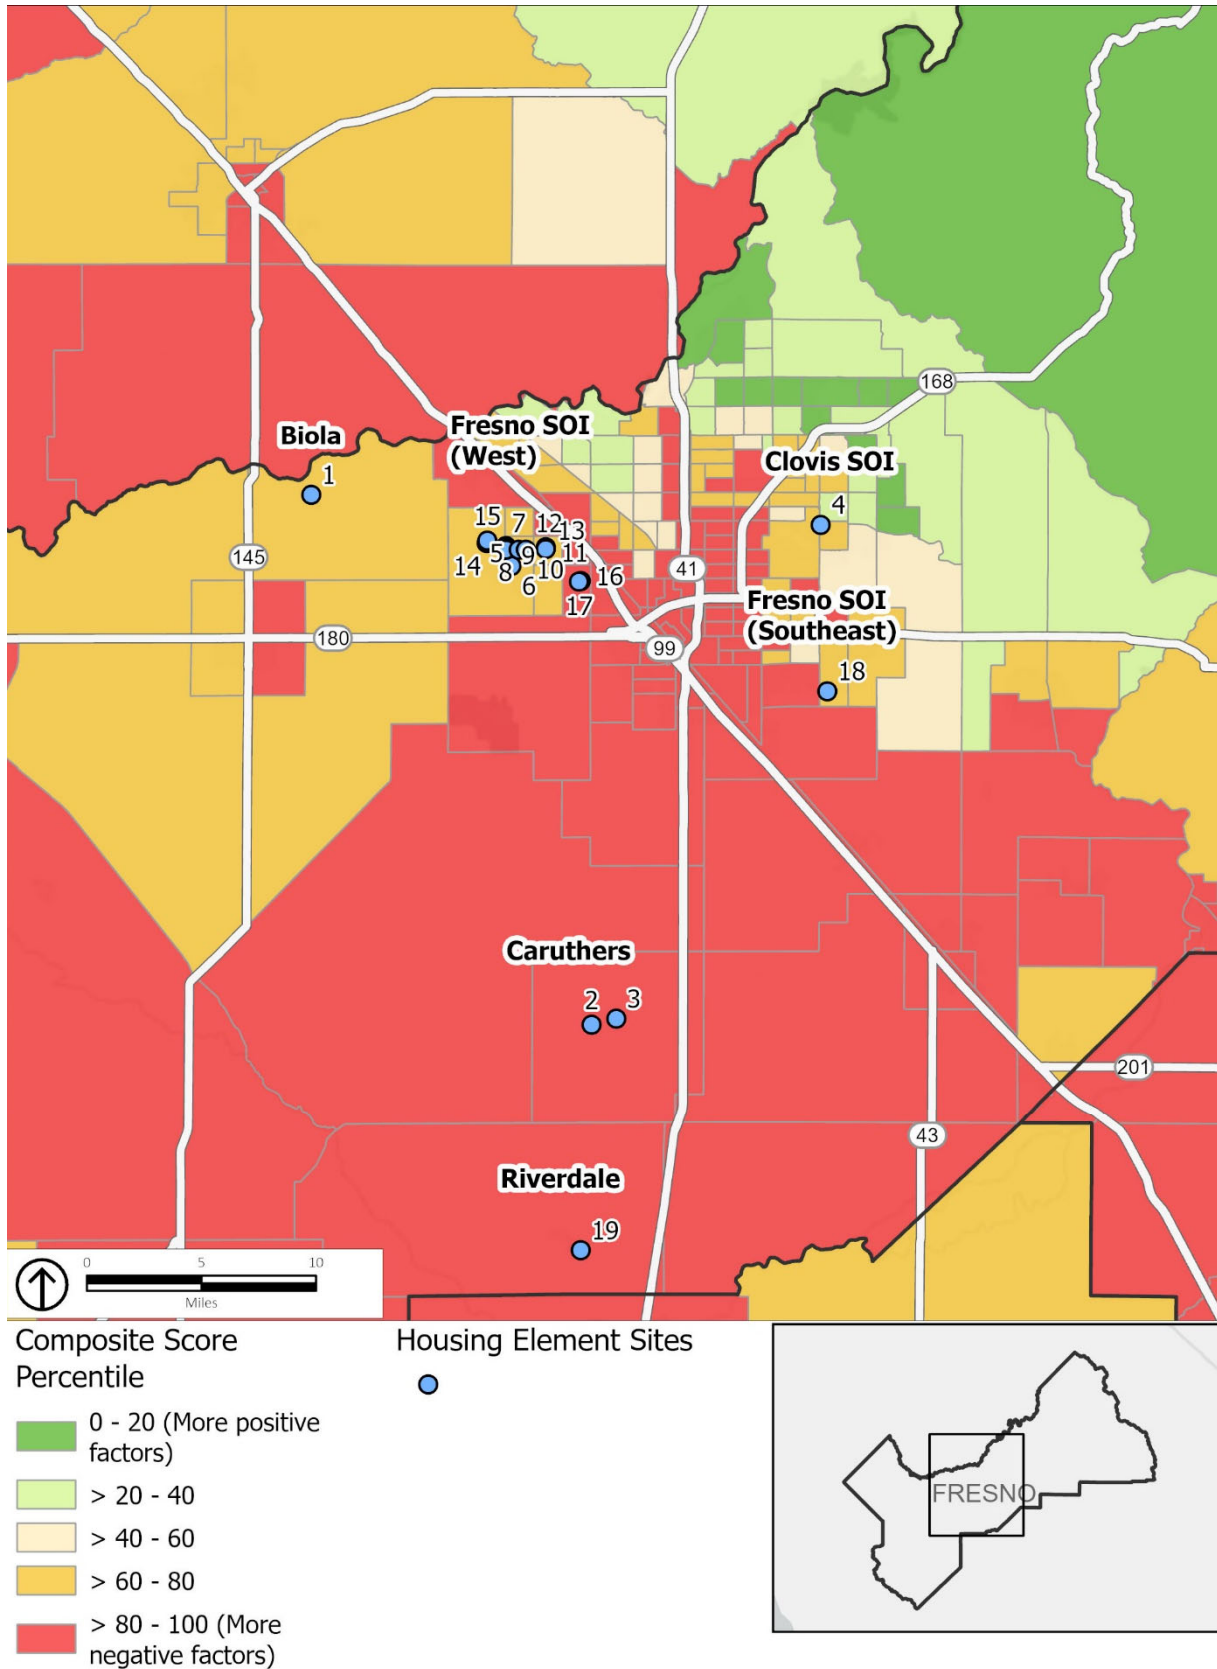 168
Fresno SOI
(West)
Biola
Clovis SOI
1
4
15
7
12
13
145
5
9
11
41
14
8
10
16
6
17
Fresno SOI
(Southeast)
180
99
18
Caruthers
2
3
201
43
Riverdale
19
0
5
10
Miles
Composite Score
Percentile
0 - 20 (More positive
factors)
> 20 - 40
> 40 - 60
> 60 - 80
> 80 - 100 (More
negative factors)
Housing Element Sites
FRESNO